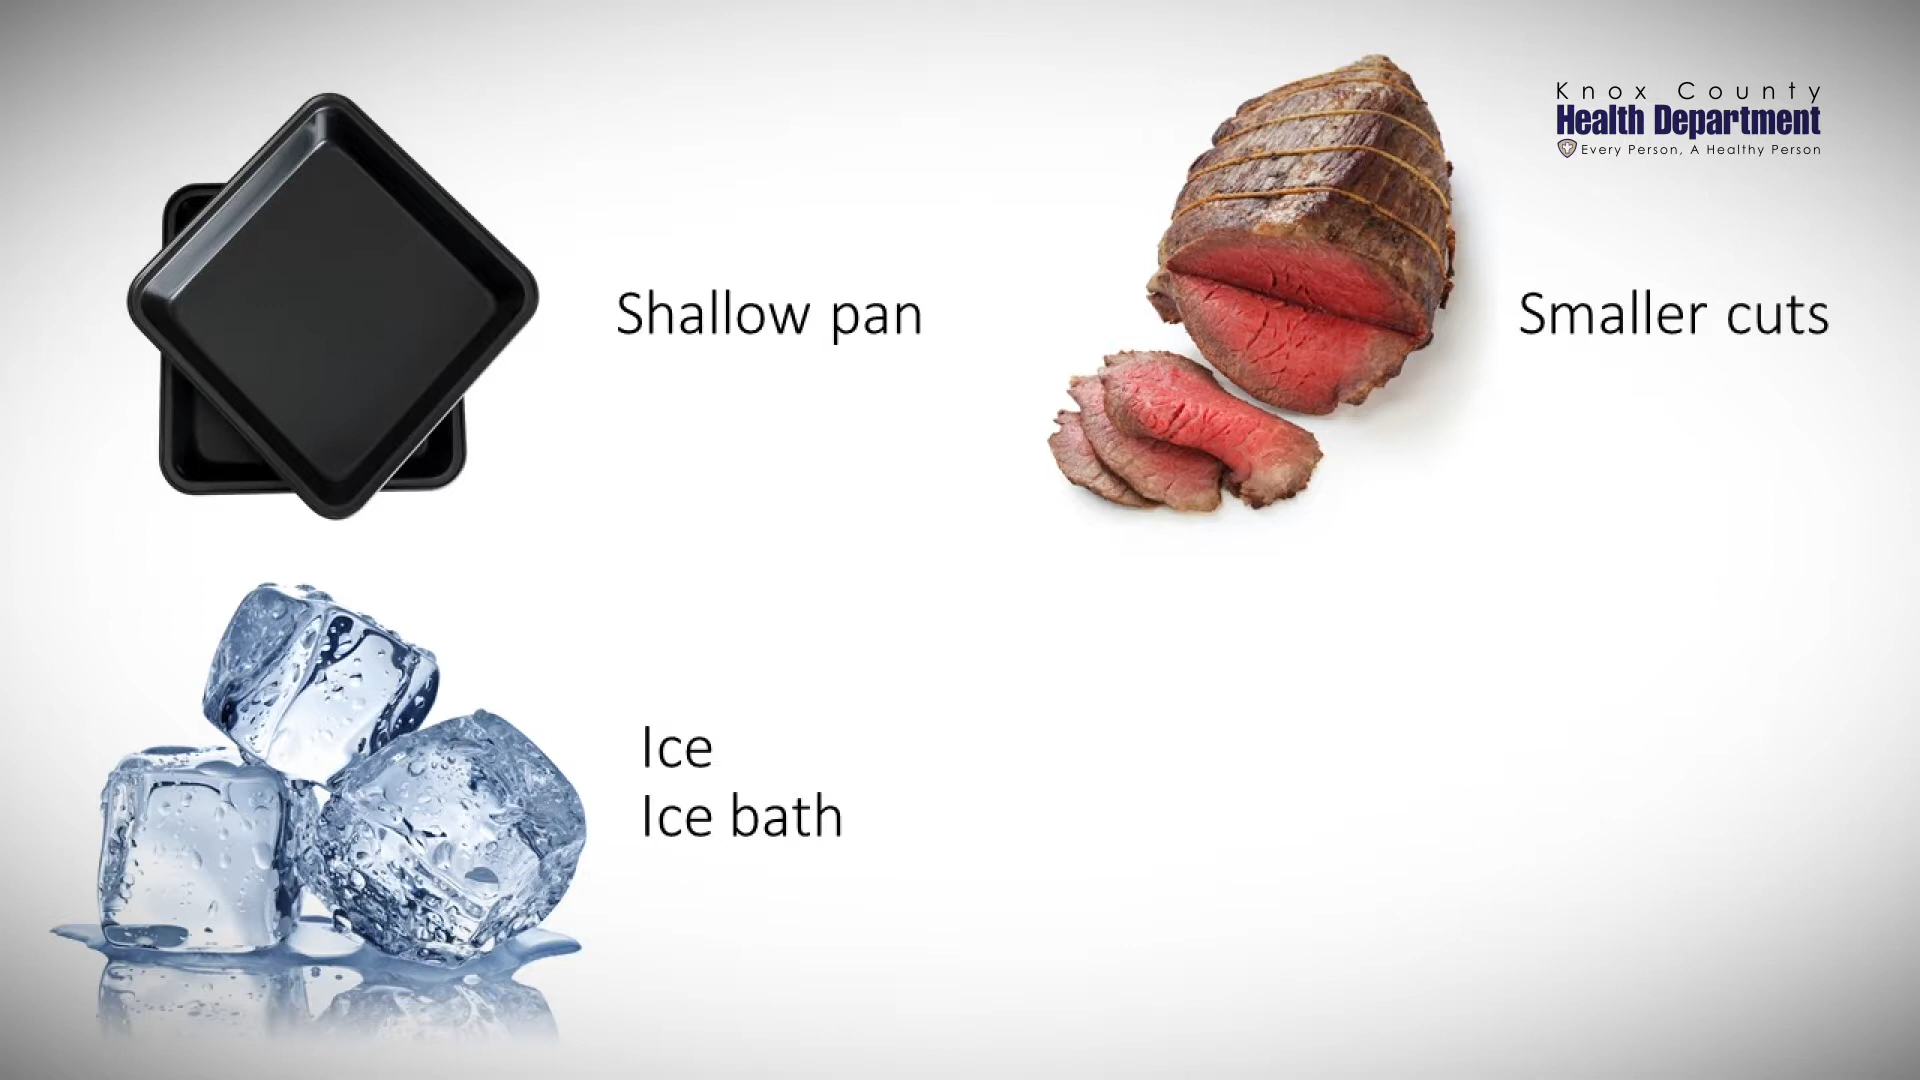 Knox County
Health Department
Every Person, A Healthy Person
Shallow pan
Smaller cuts
Ice
Ice bath